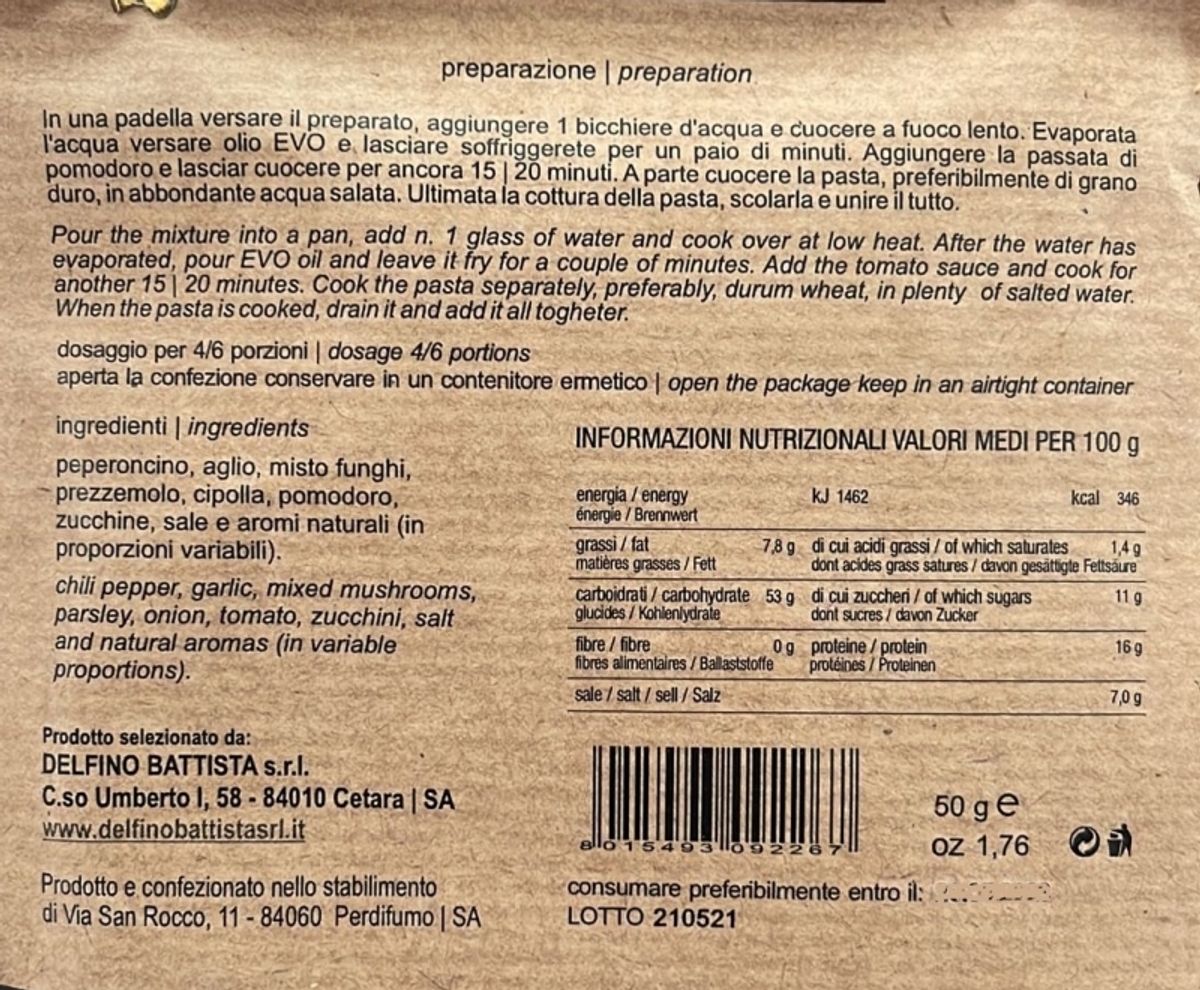 preparazione | preparation
In una padella versare il preparato, aggiungere 1 bicchiere d'acqua e cuocere a fuoco lento. Evaporata
l'acqua versare olio EVO e lasciare soffriggerete per un paio di minuti. Aggiungere la passata di
pomodoro e lasciar cuocere per ancora 15 | 20 minuti. A parte cuocere la pasta, preferibilmente di grano
duro, in abbondante acqua salata. Ultimata la cottura della pasta, scolarla e unire il tutto.
Pour the mixture into a pan, add n. 1 glass of water and cook over at low heat. After the water has
evaporated, pour EVO oil and leave it fry for a couple of minutes. Add the tomato sauce and cook for
another 15 | 20 minutes. Cook the pasta separately, preferably, durum wheat, in plenty of salted water.
When the pasta is cooked, drain it and add it all togheter.
dosaggio per 4/6 porzioni | dosage 4/6 portions
aperta la confezione conservare in un contenitore ermetico | open the package keep in an airtight container
ingredienti | ingredients
peperoncino, aglio, misto funghi,
prezzemolo, cipolla, pomodoro,
zucchine, sale e aromi naturali (in
proporzioni variabili).
chili pepper, garlic, mixed mushrooms,
parsley, onion, tomato, zucchini, salt
and natural aromas (in variable
proportions).
INFORMAZIONI NUTRIZIONALI VALORI MEDI PER 100 g
energia / energy kJ 1462 kcal 346
énergie / Brennwert
grassi / fat 7,8 g di cui acidi grassi / of which saturates 1,4 g
matières grasses / Fett dont acides grass satures / davon gesättigte Fettsäure
carboidrati / carbohydrate 53 g di cui zuccheri / of which sugars 11 g
glucides / Kohlenlydrate dont sucres / davon Zucker
fibre / fibre 0 g proteine / protein 16 g
fibres alimentaires / Ballaststoffe protéines / Proteinen
sale / salt / sell / Salz 7,0 g
Prodotto selezionato da:
DELFINO BATTISTA s.r.l.
C.so Umberto I, 58 - 84010 Cetara | SA
www.delfinobattistasrl.it
Prodotto e confezionato nello stabilimento
di Via San Rocco, 11 - 84060 Perdifumo | SA
8 015493 092267
50 g e
oz 1,76
consumare preferibilmente entro il:
LOTTO 210521